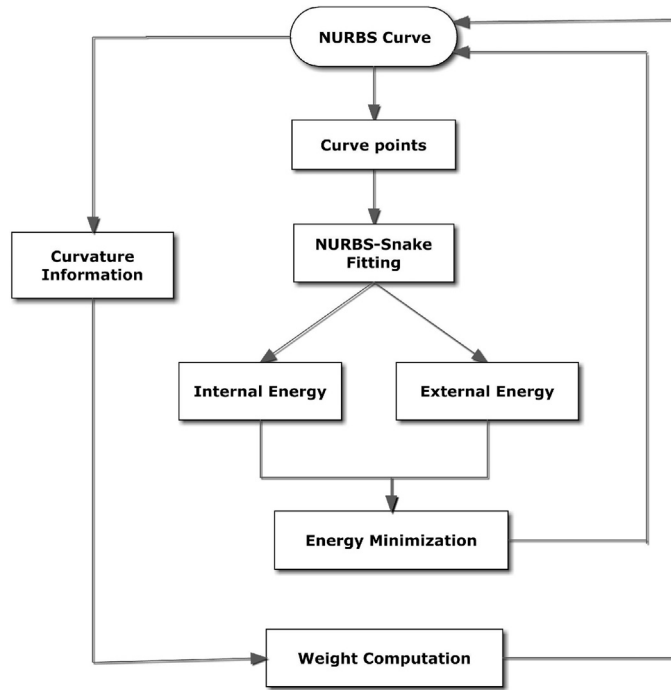 NURBS Curve
Curve points
NURBS-Snake
Fitting
Curvature
Information
Internal Energy
External Energy
Energy Minimization
Weight Computation